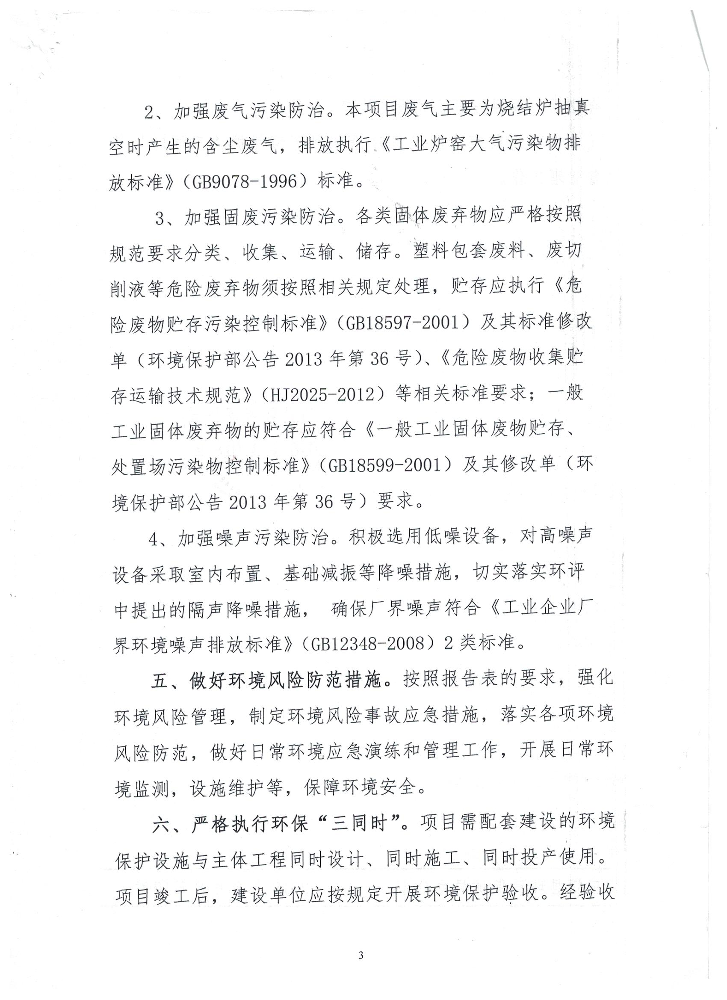 2、加强废气污染防治。本项目废气主要为烧结炉抽真
空时产生的含尘废气，排放执行《工业炉窑大气污染物排
放标准》（GB9078-1996）标准。
3、加强固废污染防治。各类固体废弃物应严格按照
规范要求分类、收集、运输、储存。塑料包套废料、废切
削液等危险废弃物须按照相关规定处理，贮存应执行《危
险废物贮存污染控制标准》（GB18597-2001）及其标准修改
单（环境保护部公告 2013 年第 36 号）、《危险废物收集贮
存运输技术规范》（HJ2025-2012）等相关标准要求；一般
工业固体废弃物的贮存应符合《一般工业固体废物贮存、
处置场污染物控制标准》（GB18599-2001）及其修改单（环
境保护部公告 2013 年第 36 号）要求。
4、加强噪声污染防治。积极选用低噪设备，对高噪声
设备采取室内布置、基础减振等降噪措施，切实落实环评
中提出的隔声降噪措施， 确保厂界噪声符合《工业企业厂
界环境噪声排放标准》（GB12348-2008）2 类标准。
五、做好环境风险防范措施。按照报告表的要求，强化
环境风险管理，制定环境风险事故应急措施，落实各项环境
风险防范，做好日常环境应急演练和管理工作，开展日常环
境监测，设施维护等，保障环境安全。
六、严格执行环保“三同时”。项目需配套建设的环境
保护设施与主体工程同时设计、同时施工、同时投产使用。
项目竣工后，建设单位应按规定开展环境保护验收。经验收
3